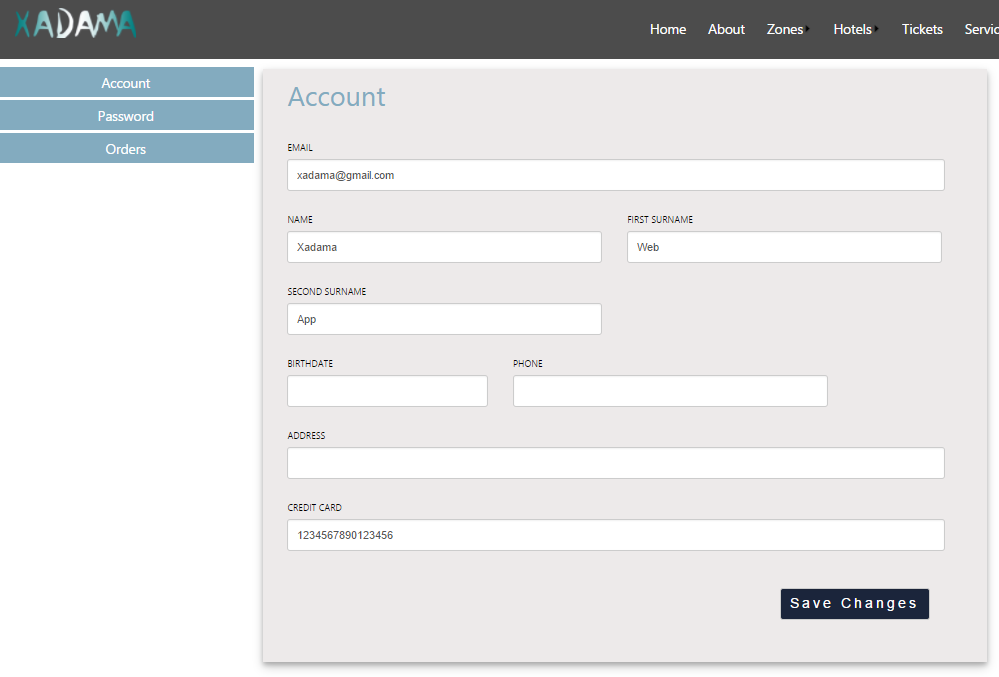 XADAMA
Home About Zones Hotels Tickets Servic
Account
Password
Orders
Account
EMAIL
xadama@gmail.com
NAME FIRST SURNAME
Xadama Web
SECOND SURNAME
App
BIRTHDATE PHONE
ADDRESS
CREDIT CARD
1234567890123456
Save Changes